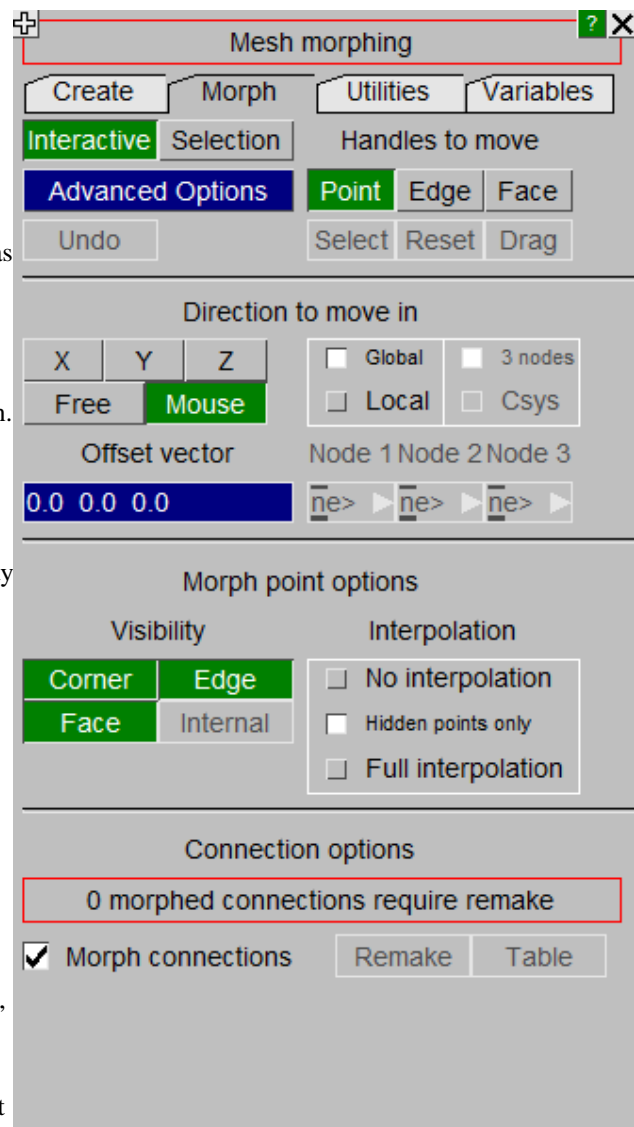 ?
Mesh morphing
Create Morph Utilities Variables
Interactive Selection Handles to move
Advanced Options Point Edge Face
Undo Select Reset Drag
as
Direction to move in
X Y Z Global 3 nodes
Free Mouse Local Csys
n.
Offset vector Node 1 Node 2 Node 3
0.0 0.0 0.0 ne> ne> ne>
y
Morph point options
Visibility Interpolation
Corner Edge No interpolation
Face Internal Hidden points only
Full interpolation
Connection options
0 morphed connections require remake
Morph connections Remake Table
,
t